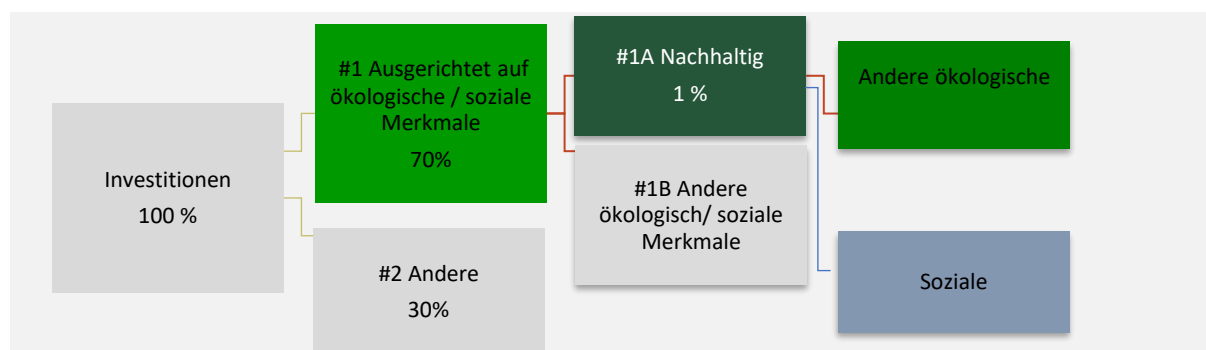 Investitionen
100 %
#1 Ausgerichtet auf
ökologische / soziale
Merkmale
70%
#2 Andere
30%
#1A Nachhaltig
1 %
#1B Andere
ökologisch/ soziale
Merkmale
Andere ökologische
Soziale